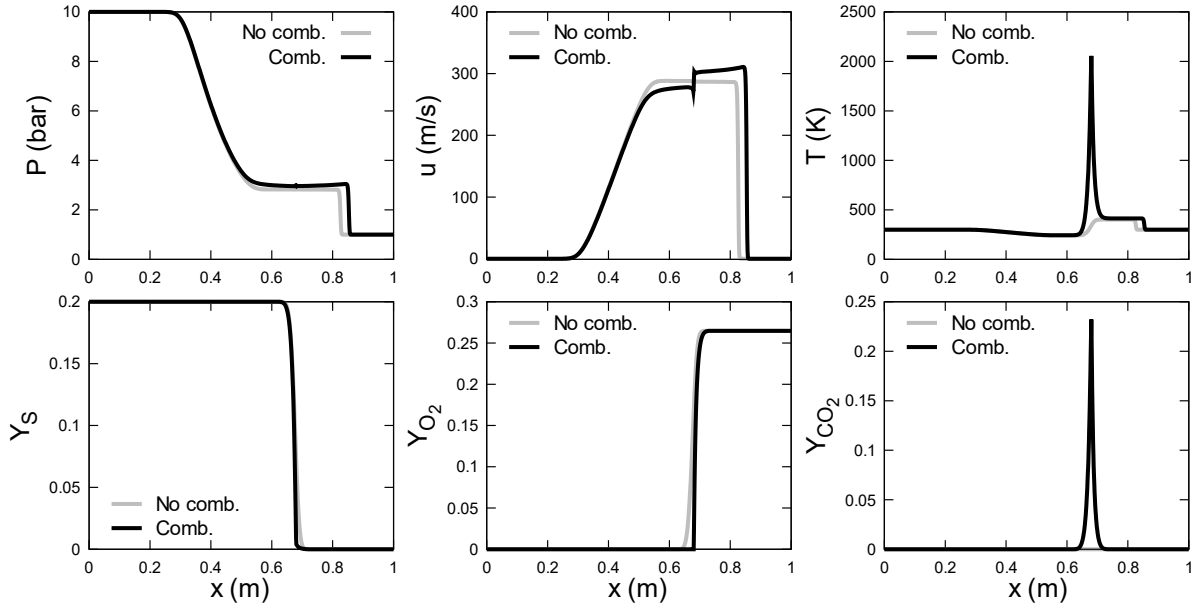 P (bar)
10
8
6
4
2
0
0 0.2 0.4 0.6 0.8 1
No comb.
Comb.
u (m/s)
400
300
200
100
0
0 0.2 0.4 0.6 0.8 1
No comb.
Comb.
T (K)
2500
2000
1500
1000
500
0
0 0.2 0.4 0.6 0.8 1
No comb.
Comb.
Y_S
0.2
0.15
0.1
0.05
0
0 0.2 0.4 0.6 0.8 1
x (m)
No comb.
Comb.
Y_O2
0.3
0.25
0.2
0.15
0.1
0.05
0
0 0.2 0.4 0.6 0.8 1
x (m)
No comb.
Comb.
Y_CO2
0.25
0.2
0.15
0.1
0.05
0
0 0.2 0.4 0.6 0.8 1
x (m)
No comb.
Comb.